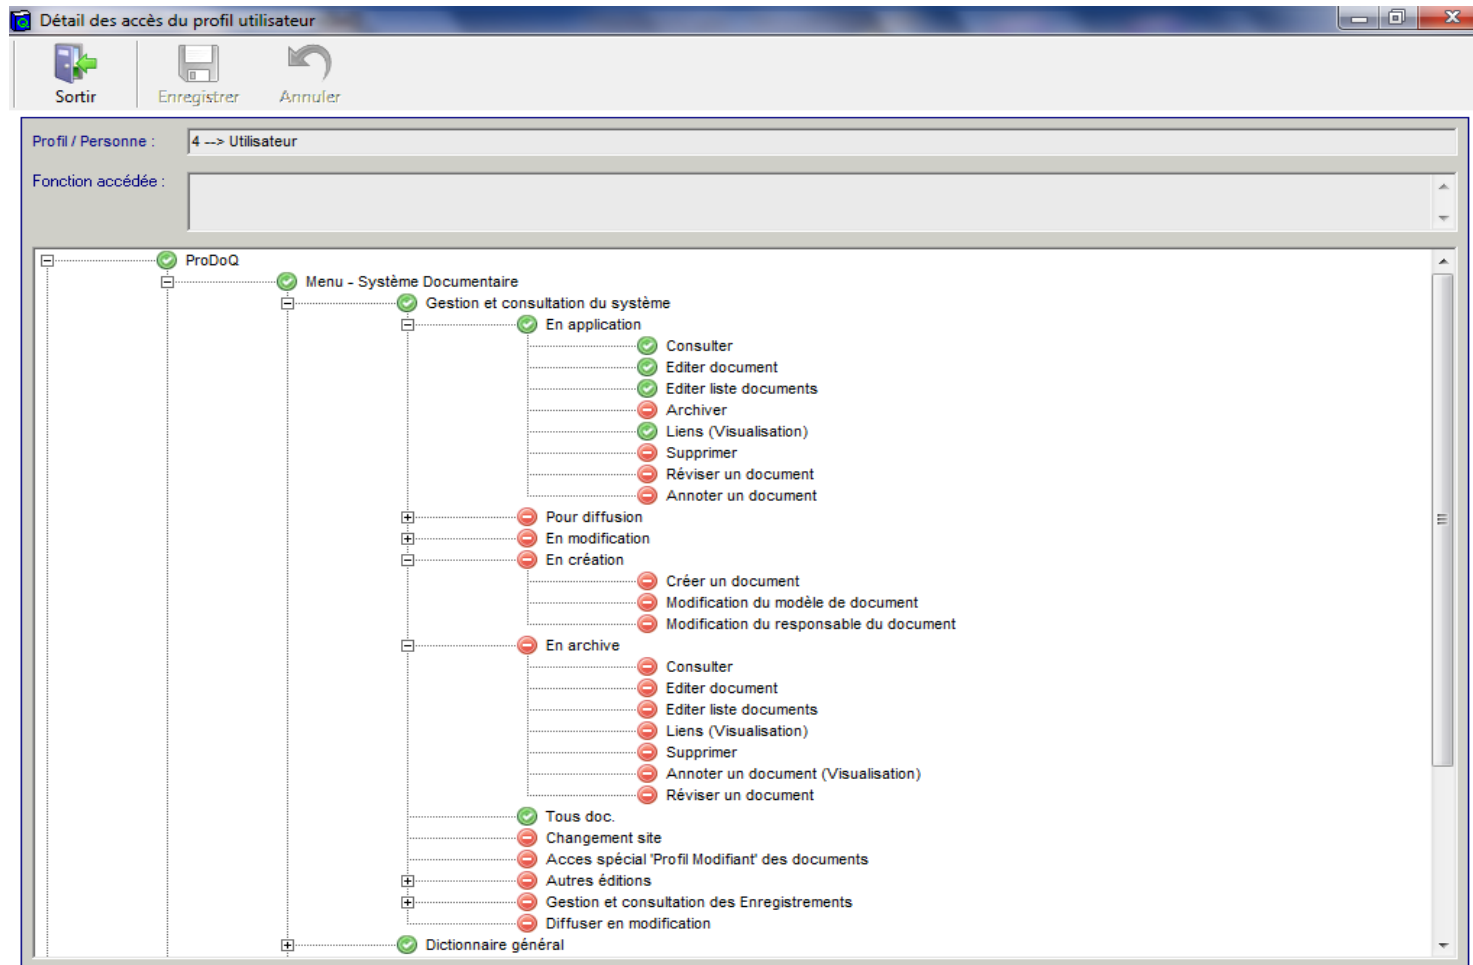 Détail des accès du profil utilisateur
Sortir Enregistrer Annuler
Profil / Personne : 4 --> Utilisateur
Fonction accédée :
ProDoQ
Menu - Système Documentaire
Gestion et consultation du système
En application
Consulter
Editer document
Editer liste documents
Archiver
Liens (Visualisation)
Supprimer
Réviser un document
Annoter un document
Pour diffusion
En modification
En création
Créer un document
Modification du modèle de document
Modification du responsable du document
En archive
Consulter
Editer document
Editer liste documents
Liens (Visualisation)
Supprimer
Annoter un document (Visualisation)
Réviser un document
Tous doc.
Changement site
Acces spécial 'Profil Modifiant' des documents
Autres éditions
Gestion et consultation des Enregistrements
Diffuser en modification
Dictionnaire général